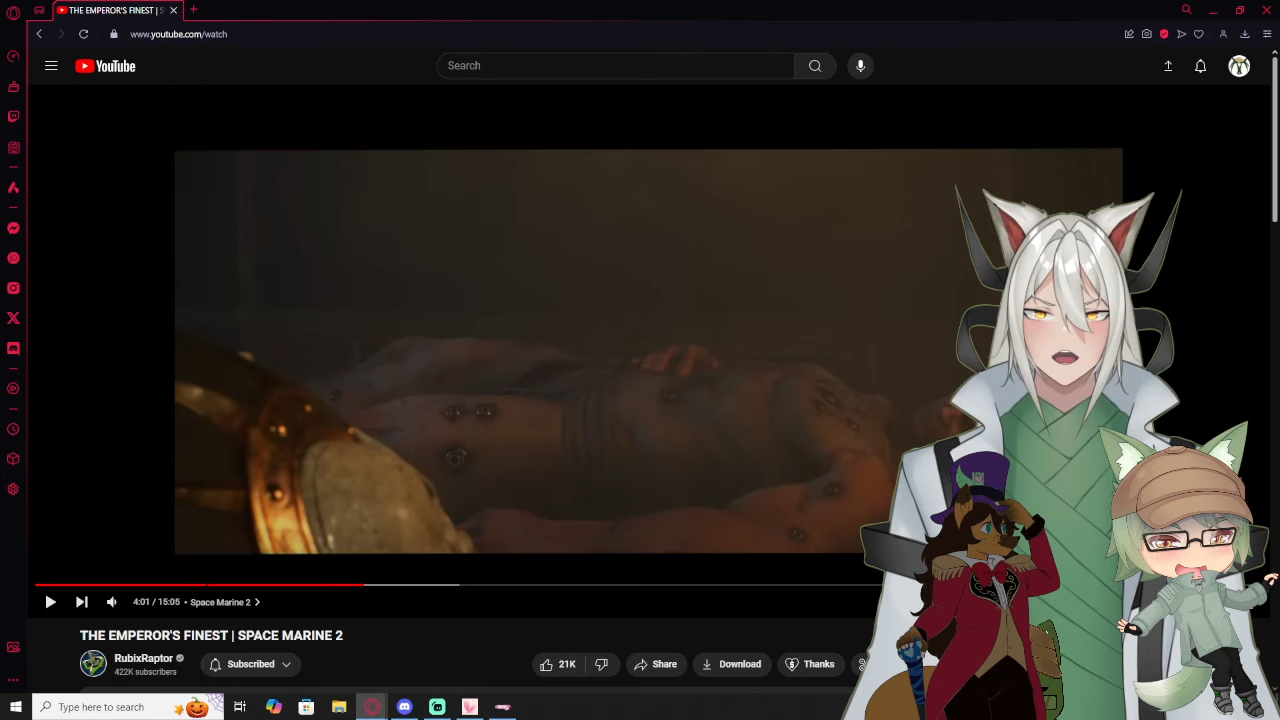 THE EMPEROR'S FINEST | S
www.youtube.com/watch
YouTube
Search
4:01 / 15:05 • Space Marine 2
THE EMPEROR'S FINEST | SPACE MARINE 2
RubixRaptor
422K subscribers
Subscribed
21K
Share
Download
Thanks
Type here to search